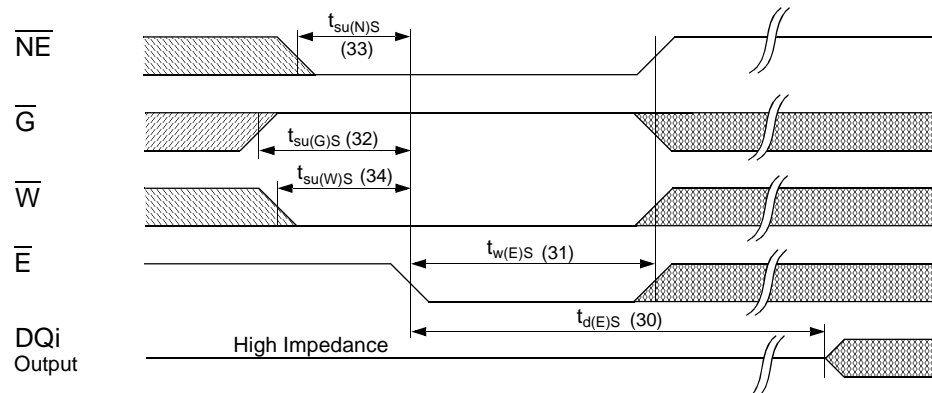 NE
tsu(N)S
(33)
G
tsu(G)S (32)
W
tsu(W)S (34)
E
tw(E)S (31)
td(E)S (30)
DQi
Output
High Impedance